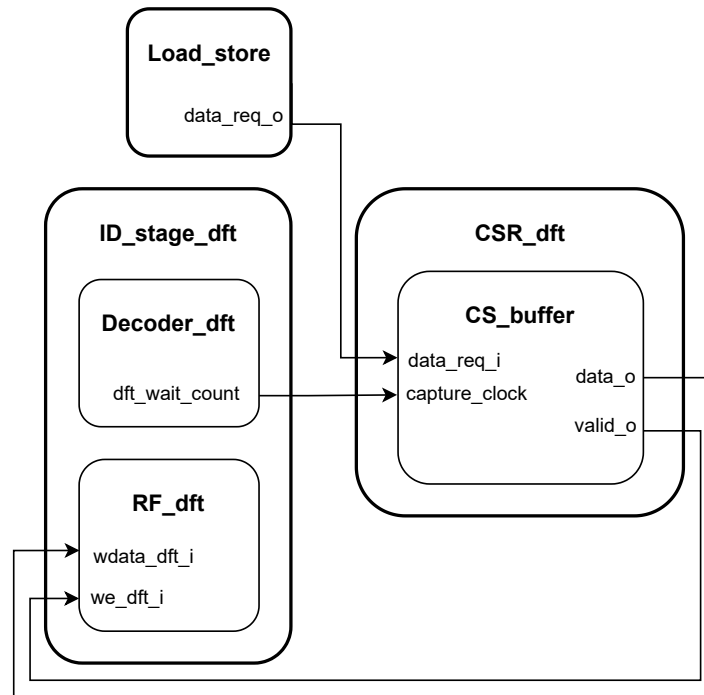 Load_store
data_req_o
ID_stage_dft
Decoder_dft
dft_wait_count
RF_dft
wdata_dft_i
we_dft_i
CSR_dft
CS_buffer
data_req_i
capture_clock
data_o
valid_o